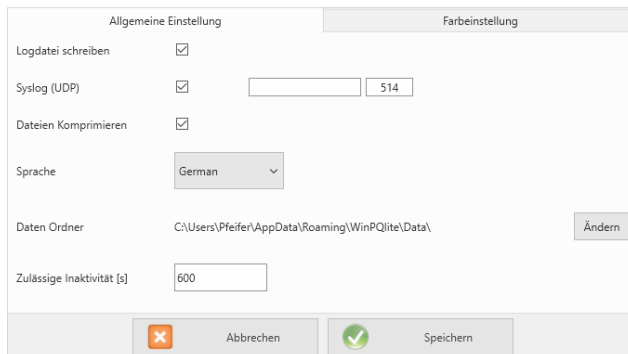 Allgemeine Einstellung Farbeinstellung
Logdatei schreiben
Syslog (UDP) 514
Dateien Komprimieren
Sprache German
Daten Ordner C:\Users\Pfeifer\AppData\Roaming\WinPQlite\Data\ Ändern
Zulässige Inaktivität [s] 600
Abbrechen Speichern